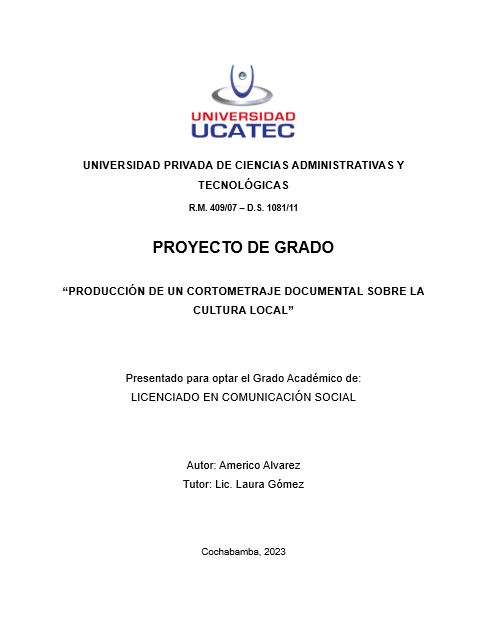 UNIVERSIDAD
UCATEC
UNIVERSIDAD PRIVADA DE CIENCIAS ADMINISTRATIVAS Y
TECNOLÓGICAS
R.M. 409/07 – D.S. 1081/11
PROYECTO DE GRADO
“PRODUCCIÓN DE UN CORTOMETRAJE DOCUMENTAL SOBRE LA
CULTURA LOCAL”
Presentado para optar el Grado Académico de:
LICENCIADO EN COMUNICACIÓN SOCIAL
Autor: Americo Alvarez
Tutor: Lic. Laura Gómez
Cochabamba, 2023